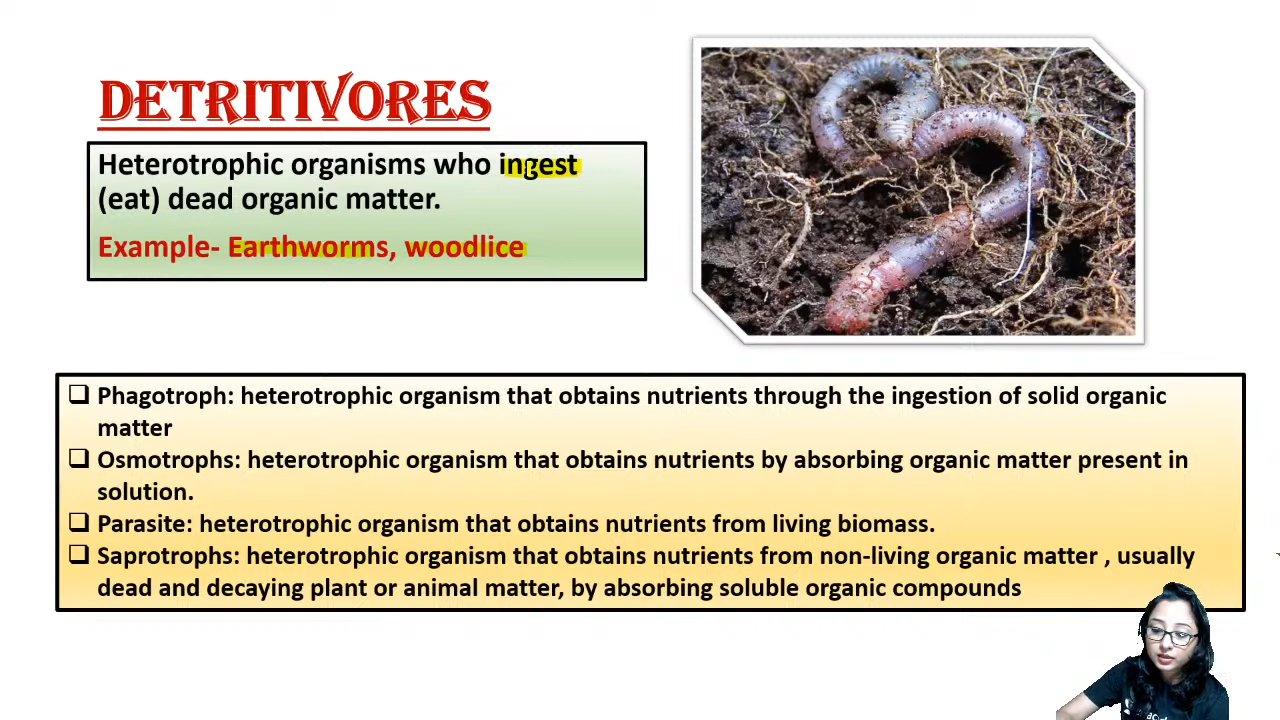 DETRITIVORES
Heterotrophic organisms who ingest
(eat) dead organic matter.
Example- Earthworms, woodlice
❑ Phagotroph: heterotrophic organism that obtains nutrients through the ingestion of solid organic
matter
❑ Osmotrophs: heterotrophic organism that obtains nutrients by absorbing organic matter present in
solution.
❑ Parasite: heterotrophic organism that obtains nutrients from living biomass.
❑ Saprotrophs: heterotrophic organism that obtains nutrients from non-living organic matter , usually
dead and decaying plant or animal matter, by absorbing soluble organic compounds